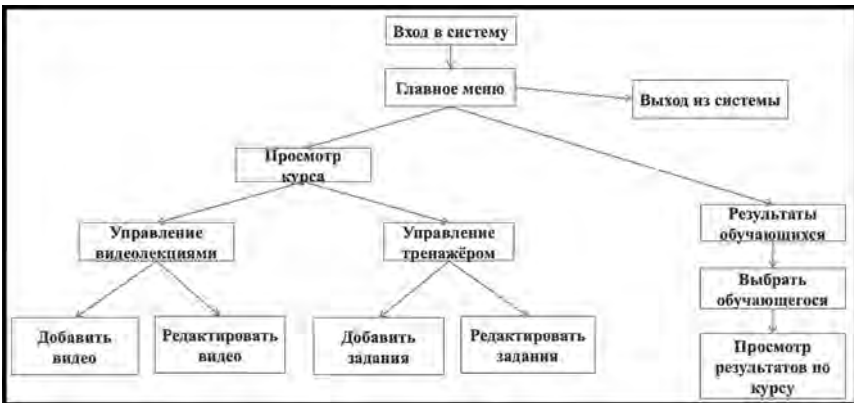 Вход в систему
Главное меню
Выход из системы
Просмотр
курса
Управление
видеолекциями
Управление
тренажёром
Результаты
обучающихся
Добавить
видео
Редактировать
видео
Добавить
задания
Редактировать
задания
Выбрать
обучающегося
Просмотр
результатов по
курсу